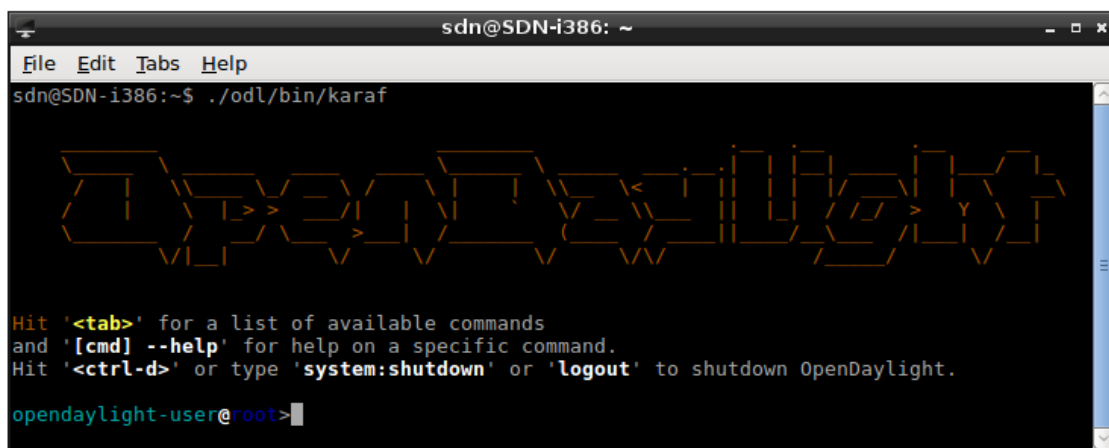 sdn@SDN-i386: ~
File Edit Tabs Help
sdn@SDN-i386:~$ ./odl/bin/karaf
OpenDaylight
Hit '<tab>' for a list of available commands
and '[cmd] --help' for help on a specific command.
Hit '<ctrl-d>' or type 'system:shutdown' or 'logout' to shutdown OpenDaylight.
opendaylight-user@root>